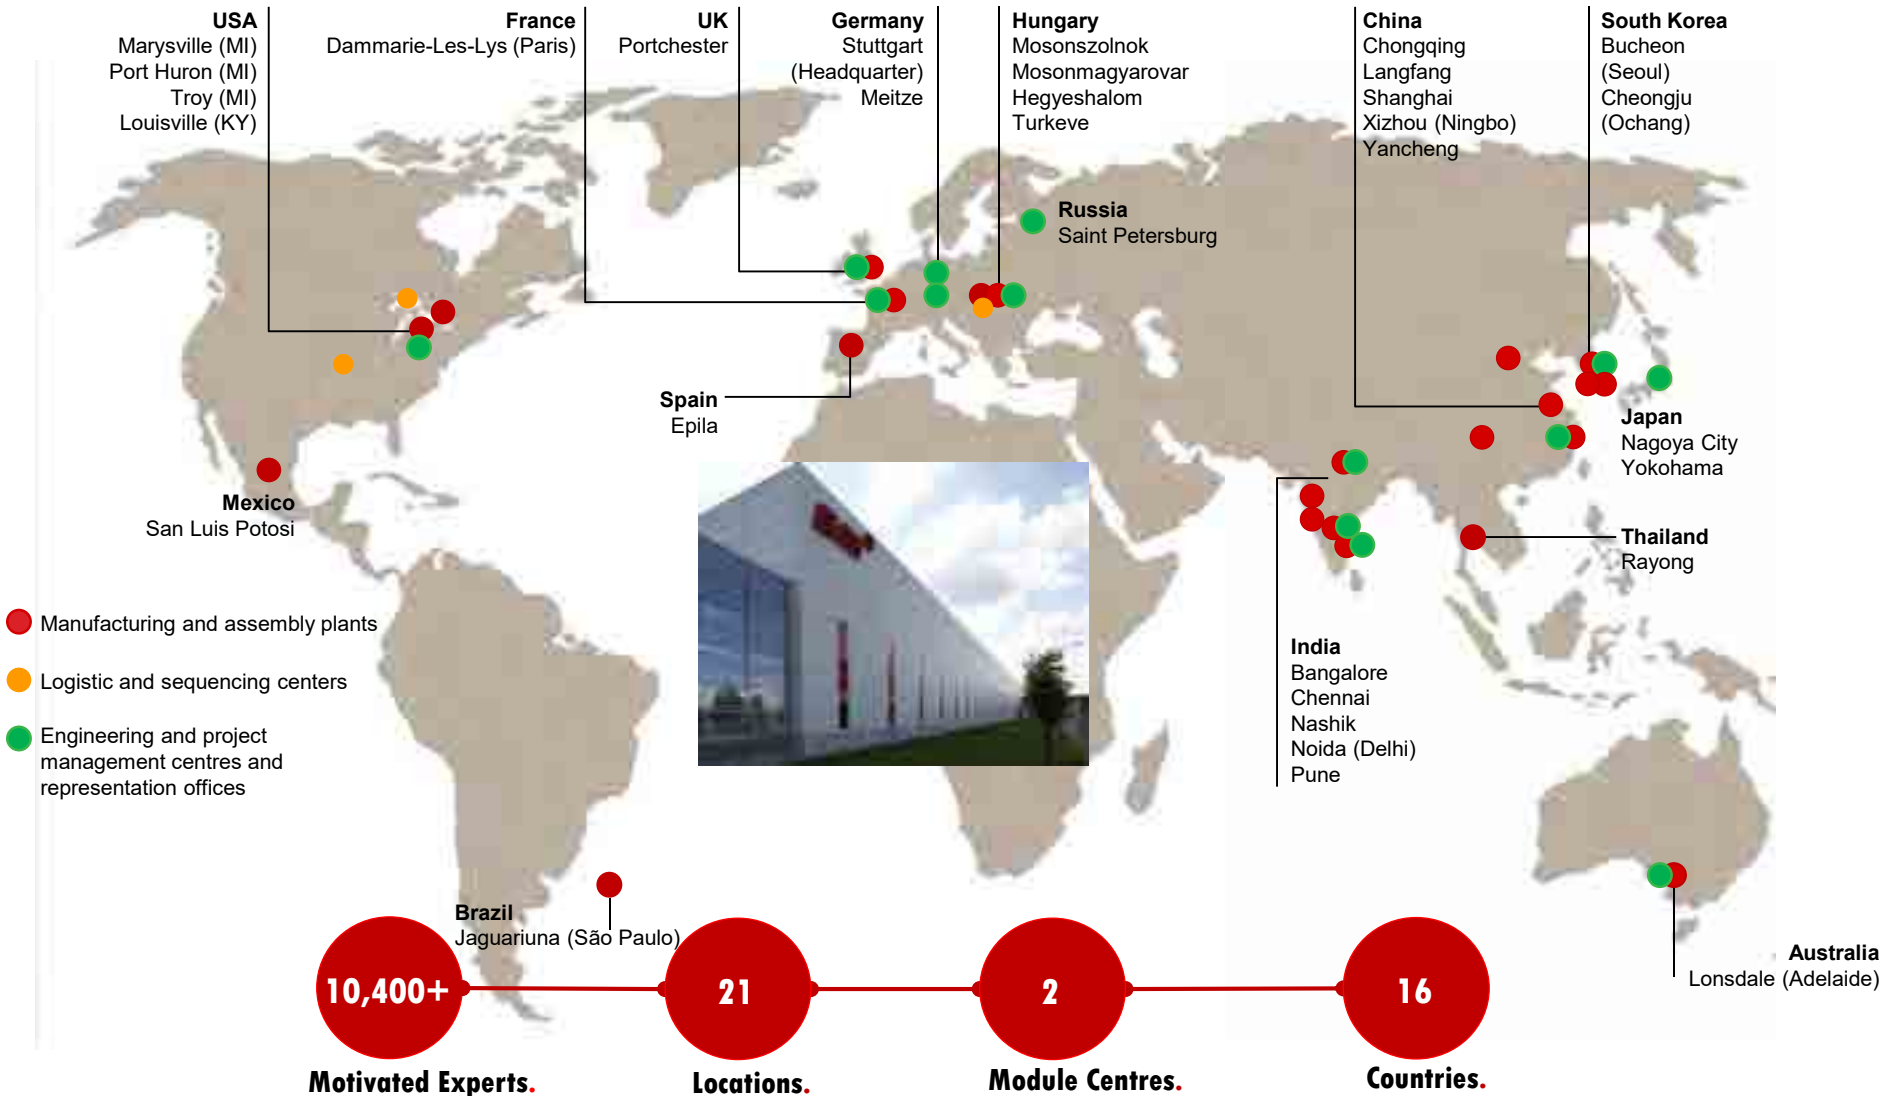 USA
Marysville (MI)
Port Huron (MI)
Troy (MI)
Louisville (KY)
France
Dammarie-Les-Lys (Paris)
UK
Portchester
Germany
Stuttgart
(Headquarter)
Meitze
Hungary
Mosonszolnok
Mosonmagyarovar
Hegyeshalom
Turkeve
China
Chongqing
Langfang
Shanghai
Xizhou (Ningbo)
Yancheng
South Korea
Bucheon
(Seoul)
Cheongju
(Ochang)
Russia
Saint Petersburg
Spain
Epila
Japan
Nagoya City
Yokohama
Mexico
San Luis Potosi
Thailand
Rayong
Manufacturing and assembly plants
Logistic and sequencing centers
Engineering and project
management centres and
representation offices
India
Bangalore
Chennai
Nashik
Noida (Delhi)
Pune
Brazil
Jaguariuna (São Paulo)
Australia
Lonsdale (Adelaide)
10,400+
21
2
16
Motivated Experts.
Locations.
Module Centres.
Countries.